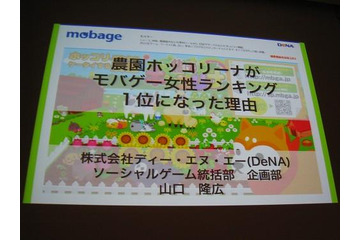 mobage
DeNA
農園ホッコリーナが
モバゲー女性ランキング
1位になった理由
株式会社ディー・エヌ・エー(DeNA)
ソーシャルゲーム統括部 企画部
山口 隆広